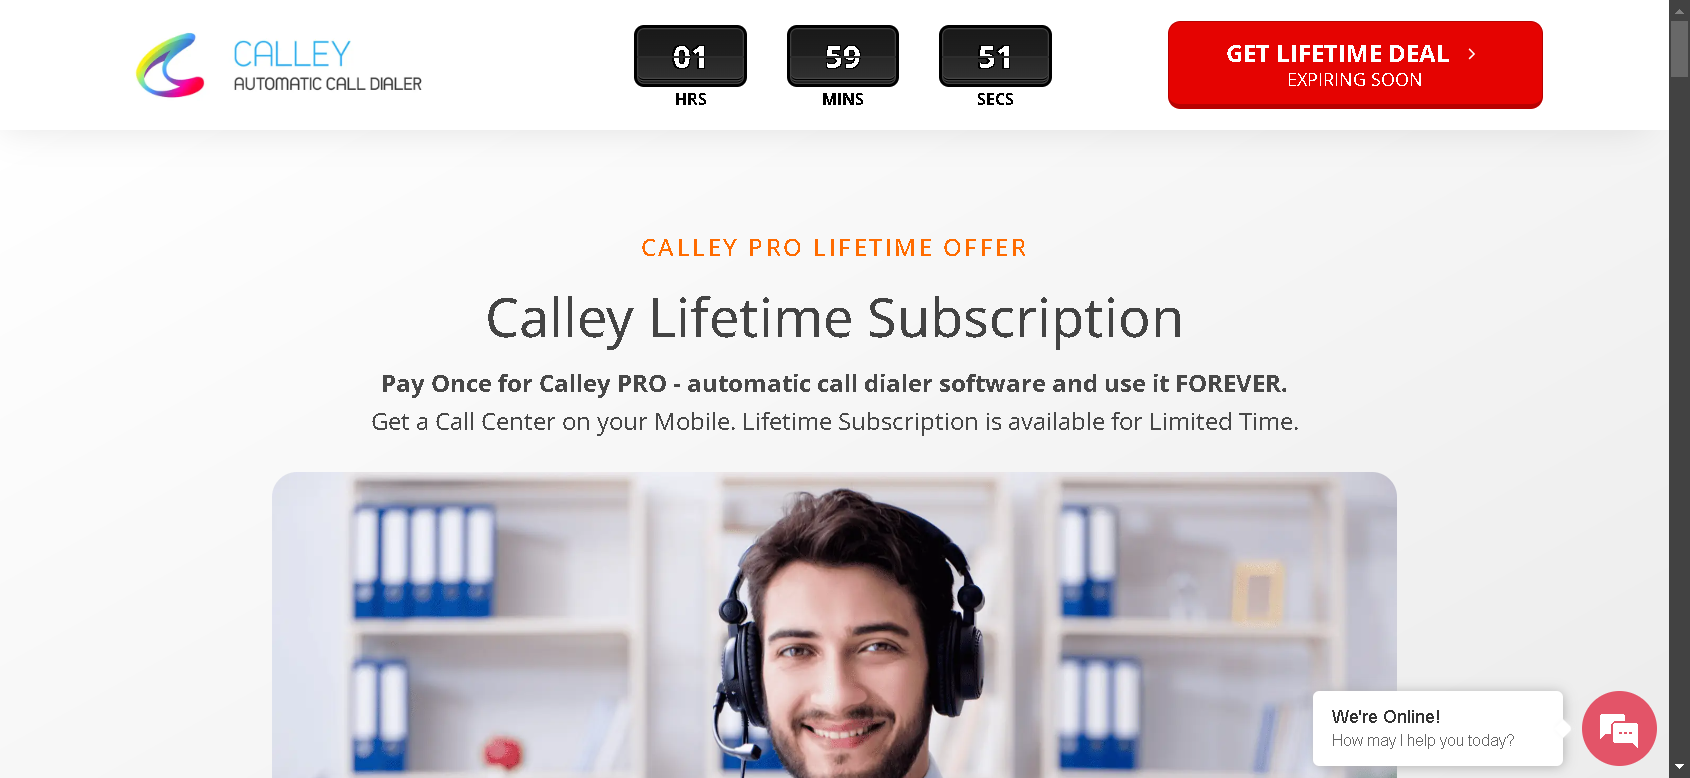 CALLEY
AUTOMATIC CALL DIALER
01
HRS
59
MINS
51
SECS
GET LIFETIME DEAL
EXPIRING SOON
CALLEY PRO LIFETIME OFFER
Calley Lifetime Subscription
Pay Once for Calley PRO - automatic call dialer software and use it FOREVER.
Get a Call Center on your Mobile. Lifetime Subscription is available for Limited Time.
We're Online!
How may I help you today?